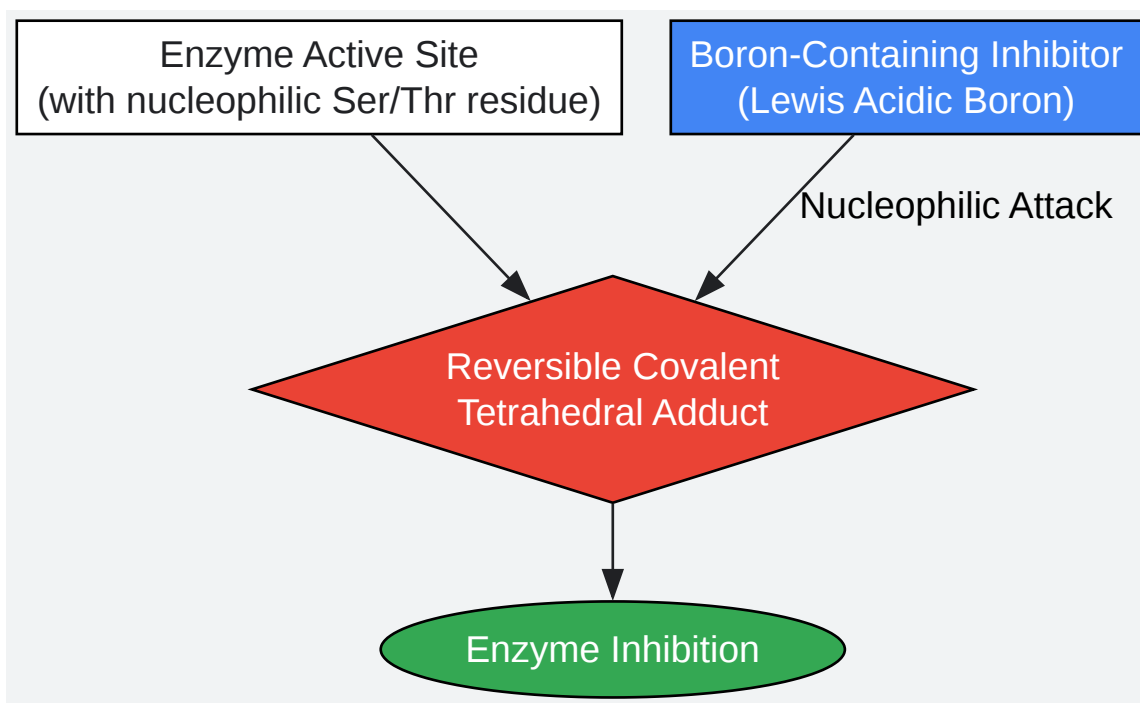 Enzyme Active Site
(with nucleophilic Ser/Thr residue)
Boron-Containing Inhibitor
(Lewis Acidic Boron)
Nucleophilic Attack
Reversible Covalent
Tetrahedral Adduct
Enzyme Inhibition